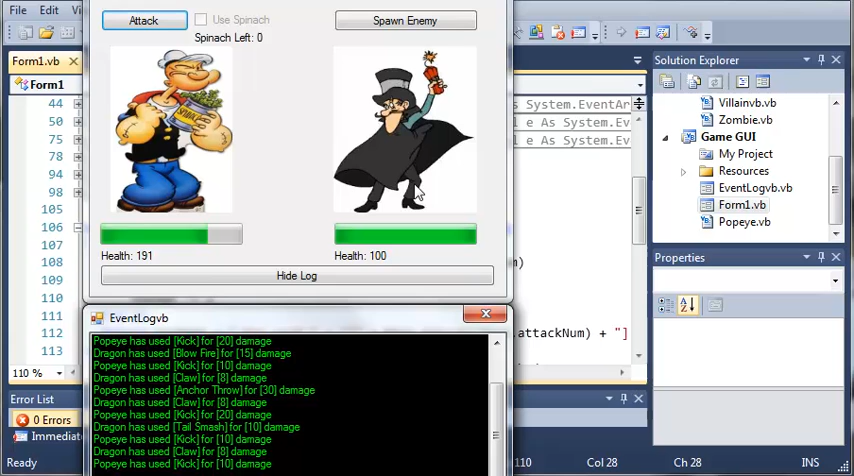 File Edit Vi
Attack
Use Spinach
Spinach Left: 0
Spawn Enemy
Form1.vb
Form1
44
50
75
78
94
98
105
106
107
108
109
110
111
112
113
s System.EventAr
l e As System.Ev
l e As System.Ev
)
.attackNum) + "]
SPINACH
Health: 191
Health: 100
Hide Log
EventLogvb
Popeye has used [Kick] for [20] damage
Dragon has used [Blow Fire] for [15] damage
Popeye has used [Kick] for [10] damage
Dragon has used [Claw] for [8] damage
Popeye has used [Anchor Throw] for [30] damage
Dragon has used [Claw] for [8] damage
Popeye has used [Kick] for [20] damage
Dragon has used [Tail Smash] for [10] damage
Popeye has used [Kick] for [10] damage
Dragon has used [Claw] for [8] damage
Popeye has used [Kick] for [10] damage
110 %
Error List
0 Errors
Immediate
Ready
110
Col 28
Ch 28
INS
Solution Explorer
Villainvb.vb
Zombie.vb
Game GUI
My Project
Resources
EventLogvb.vb
Form1.vb
Popeye.vb
Properties